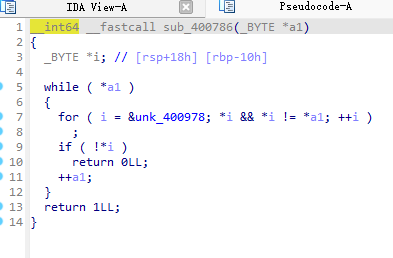 IDA View-A Pseudocode-A
1 __int64 __fastcall sub_400786(_BYTE *a1)
2 {
3 _BYTE *i; // [rsp+18h] [rbp-10h]
4
5 while ( *a1 )
6 {
7 for ( i = &unk_400978; *i && *i != *a1; ++i )
8 ;
9 if ( !*i )
10 return 0LL;
11 ++a1;
12 }
13 return 1LL;
14 }